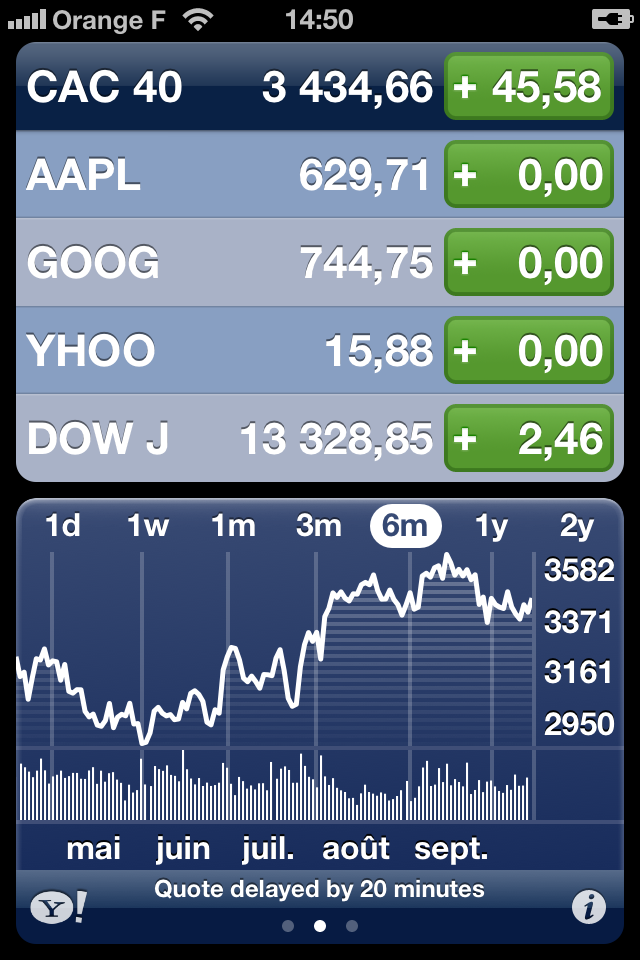 Orange F 14:50
CAC 40 3 434,66 + 45,58
AAPL 629,71 + 0,00
GOOG 744,75 + 0,00
YHOO 15,88 + 0,00
DOW J 13 328,85 + 2,46
1d 1w 1m 3m 6m 1y 2y
3582
3371
3161
2950
mai juin juil. août sept.
Quote delayed by 20 minutes
Y! i